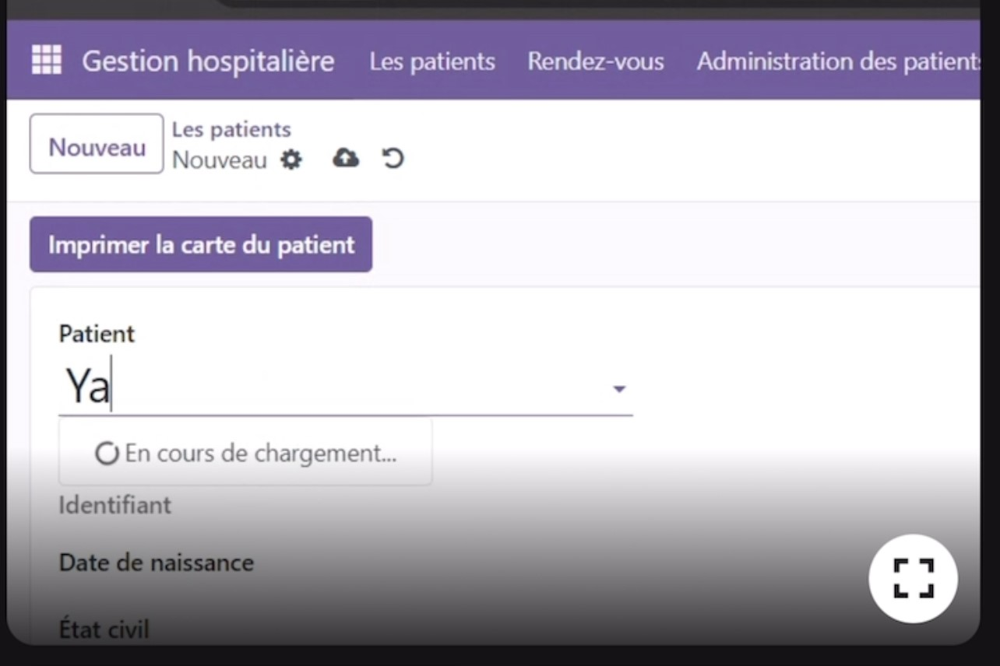 Gestion hospitalière Les patients Rendez-vous Administration des patients
Nouveau
Les patients
Nouveau
Imprimer la carte du patient
Patient
Ya
En cours de chargement...
Identifiant
Date de naissance
État civil